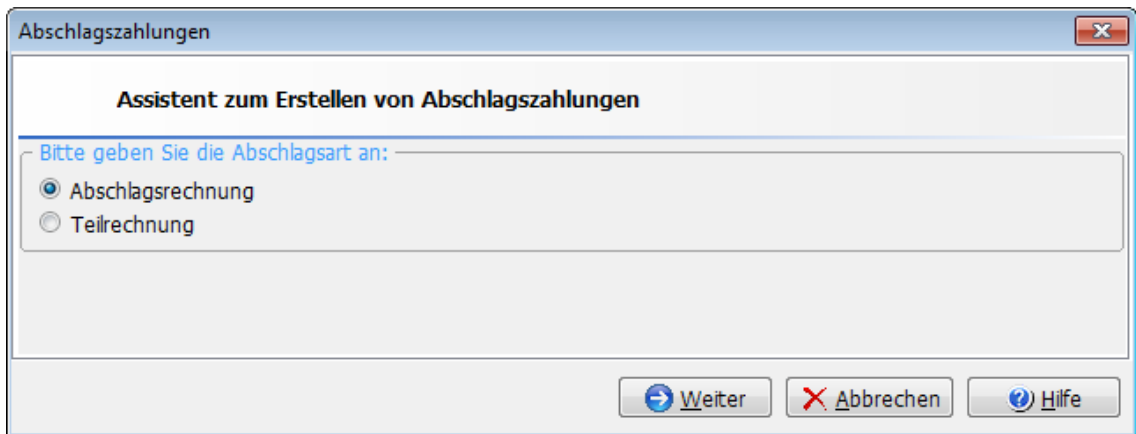 Abschlagszahlungen
Assistent zum Erstellen von Abschlagszahlungen
Bitte geben Sie die Abschlagsart an:
Abschlagsrechnung
Teilrechnung
Weiter Abbrechen Hilfe